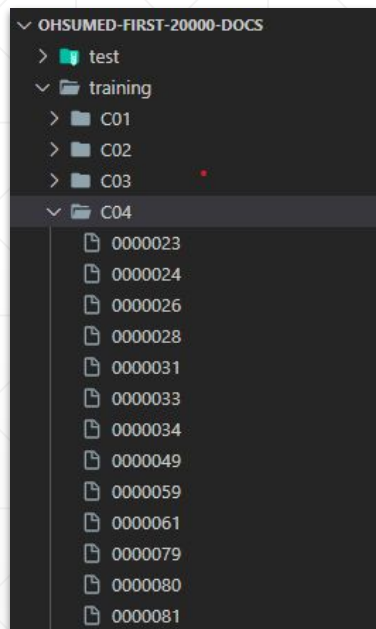 OHSUMED-FIRST-20000-DOCS
test
training
C01
C02
C03
C04
0000023
0000024
0000026
0000028
0000031
0000033
0000034
0000049
0000059
0000061
0000079
0000080
0000081